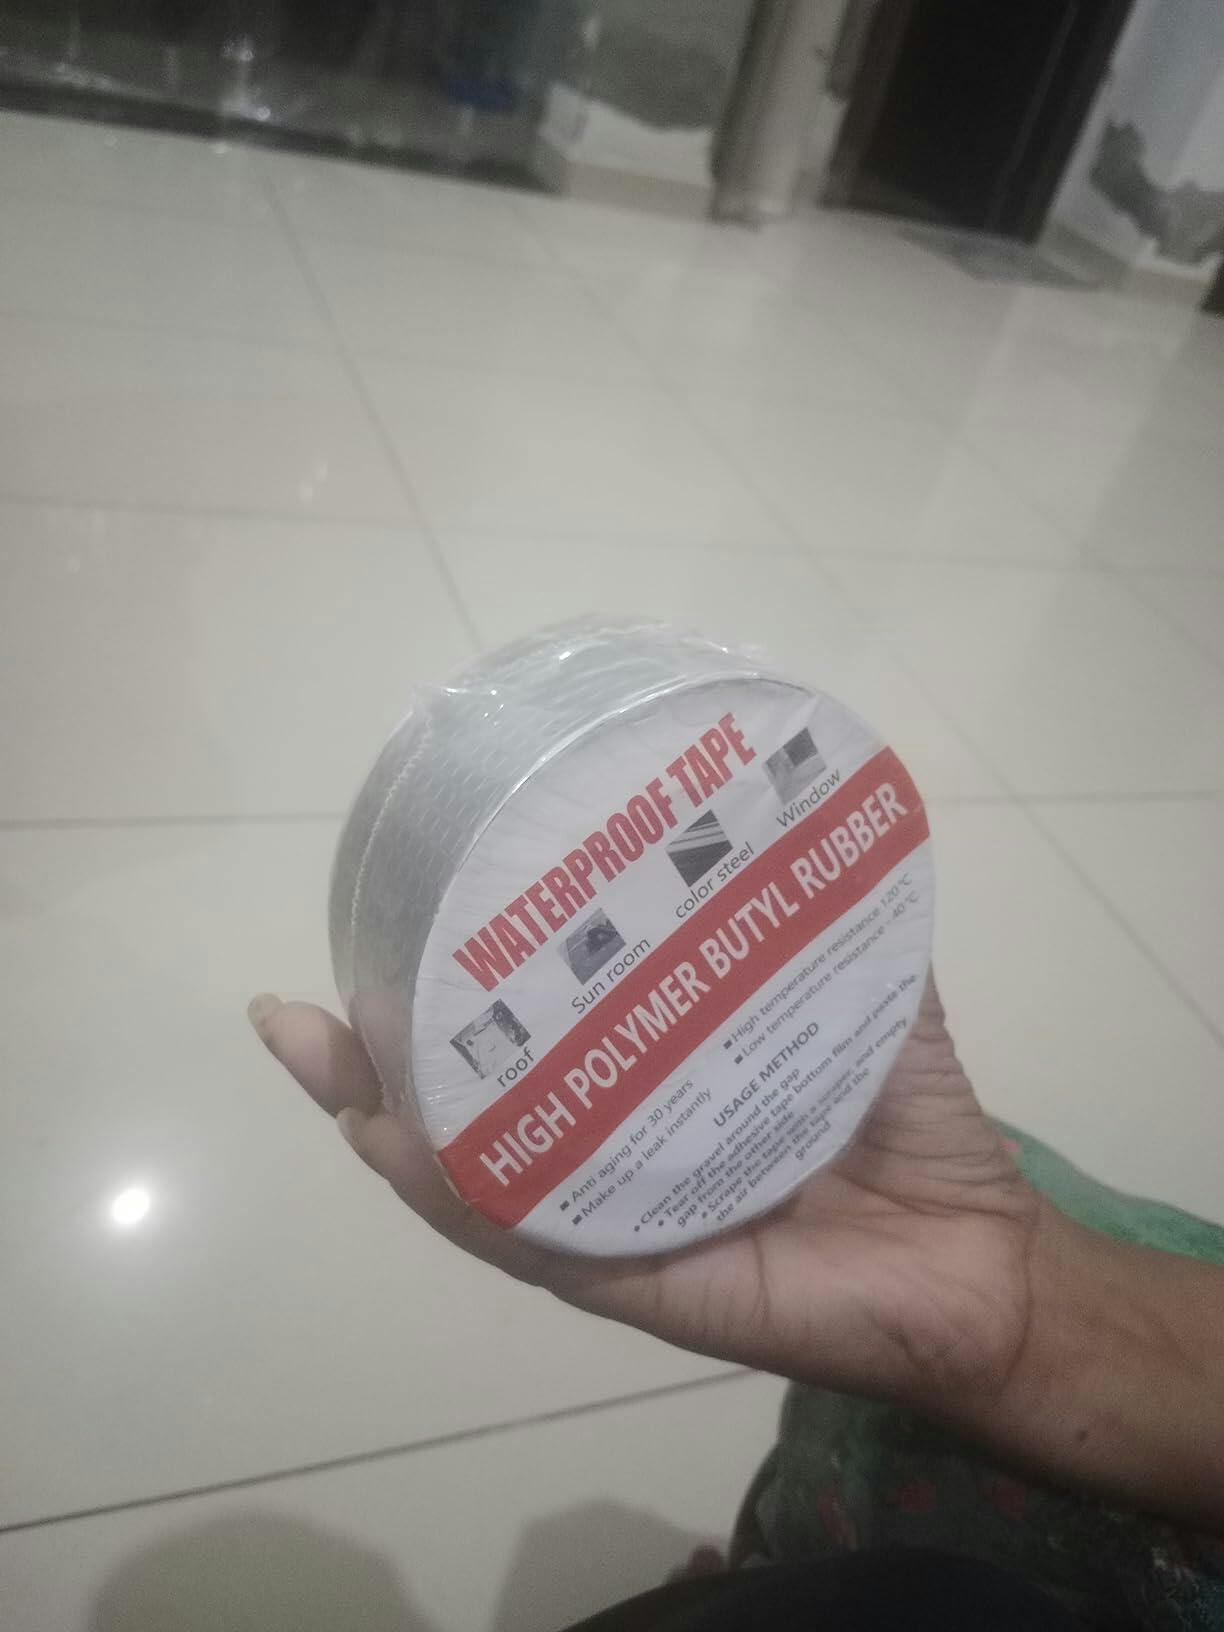 WATERPROOF TAPE
roof
Sun room
color steel
Window
HIGH POLYMER BUTYL RUBBER
Anti aging for 30 years
Make up a leak instantly
High temperature resistance 120 °C
Low temperature resistance - 40 °C
USAGE METHOD
Clean the gravel around the gap
Tear off the adhesive tape bottom film and paste the
gap from the other side
Scrape the tape with a scraper, and empty
the air between the tape and the
ground